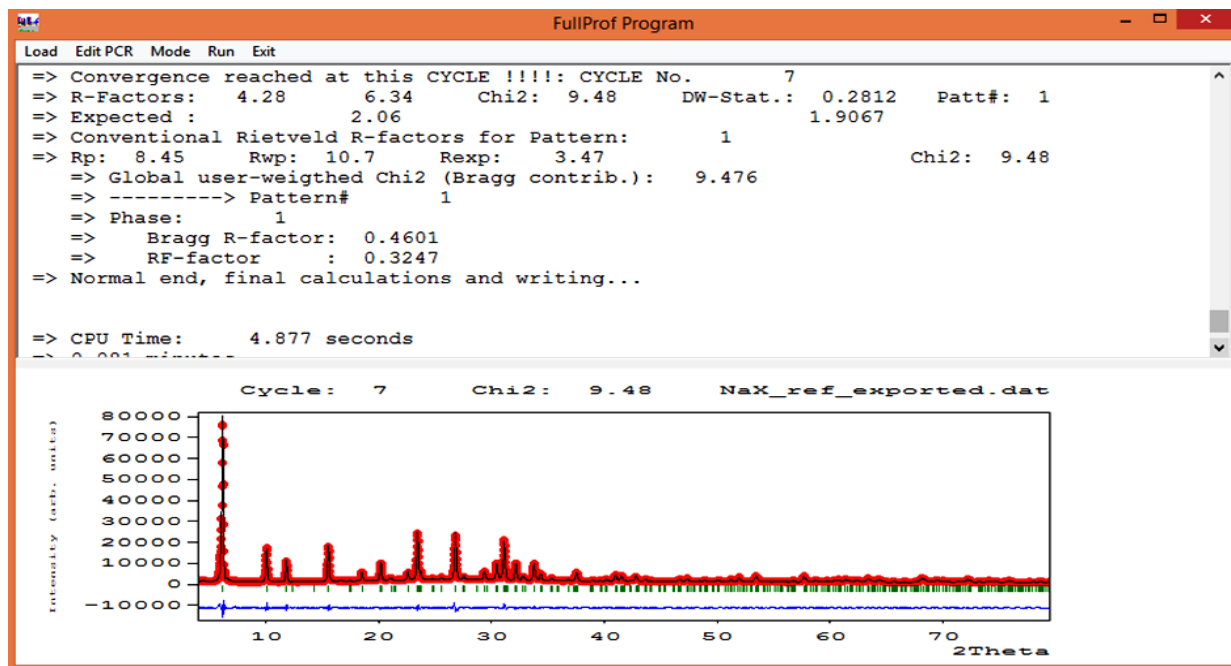 FullProf Program
Load Edit PCR Mode Run Exit
=> Convergence reached at this CYCLE !!!!: CYCLE No. 7
=> R-Factors: 4.28 6.34 Chi2: 9.48 DW-Stat.: 0.2812 Patt#: 1
=> Expected : 2.06 1.9067
=> Conventional Rietveld R-factors for Pattern: 1
=> Rp: 8.45 Rwp: 10.7 Rexp: 3.47 Chi2: 9.48
=> Global user-weigthed Chi2 (Bragg contrib.): 9.476
=> ---------> Pattern# 1
=> Phase: 1
=> Bragg R-factor: 0.4601
=> RF-factor : 0.3247
=> Normal end, final calculations and writing...
=> CPU Time: 4.877 seconds
=> 0.081 minutes
Cycle: 7 Chi2: 9.48 NaX_ref_exported.dat
Intensity (arb. units)
80000
70000
60000
50000
40000
30000
20000
10000
0
-10000
10 20 30 40 50 60 70
2Theta